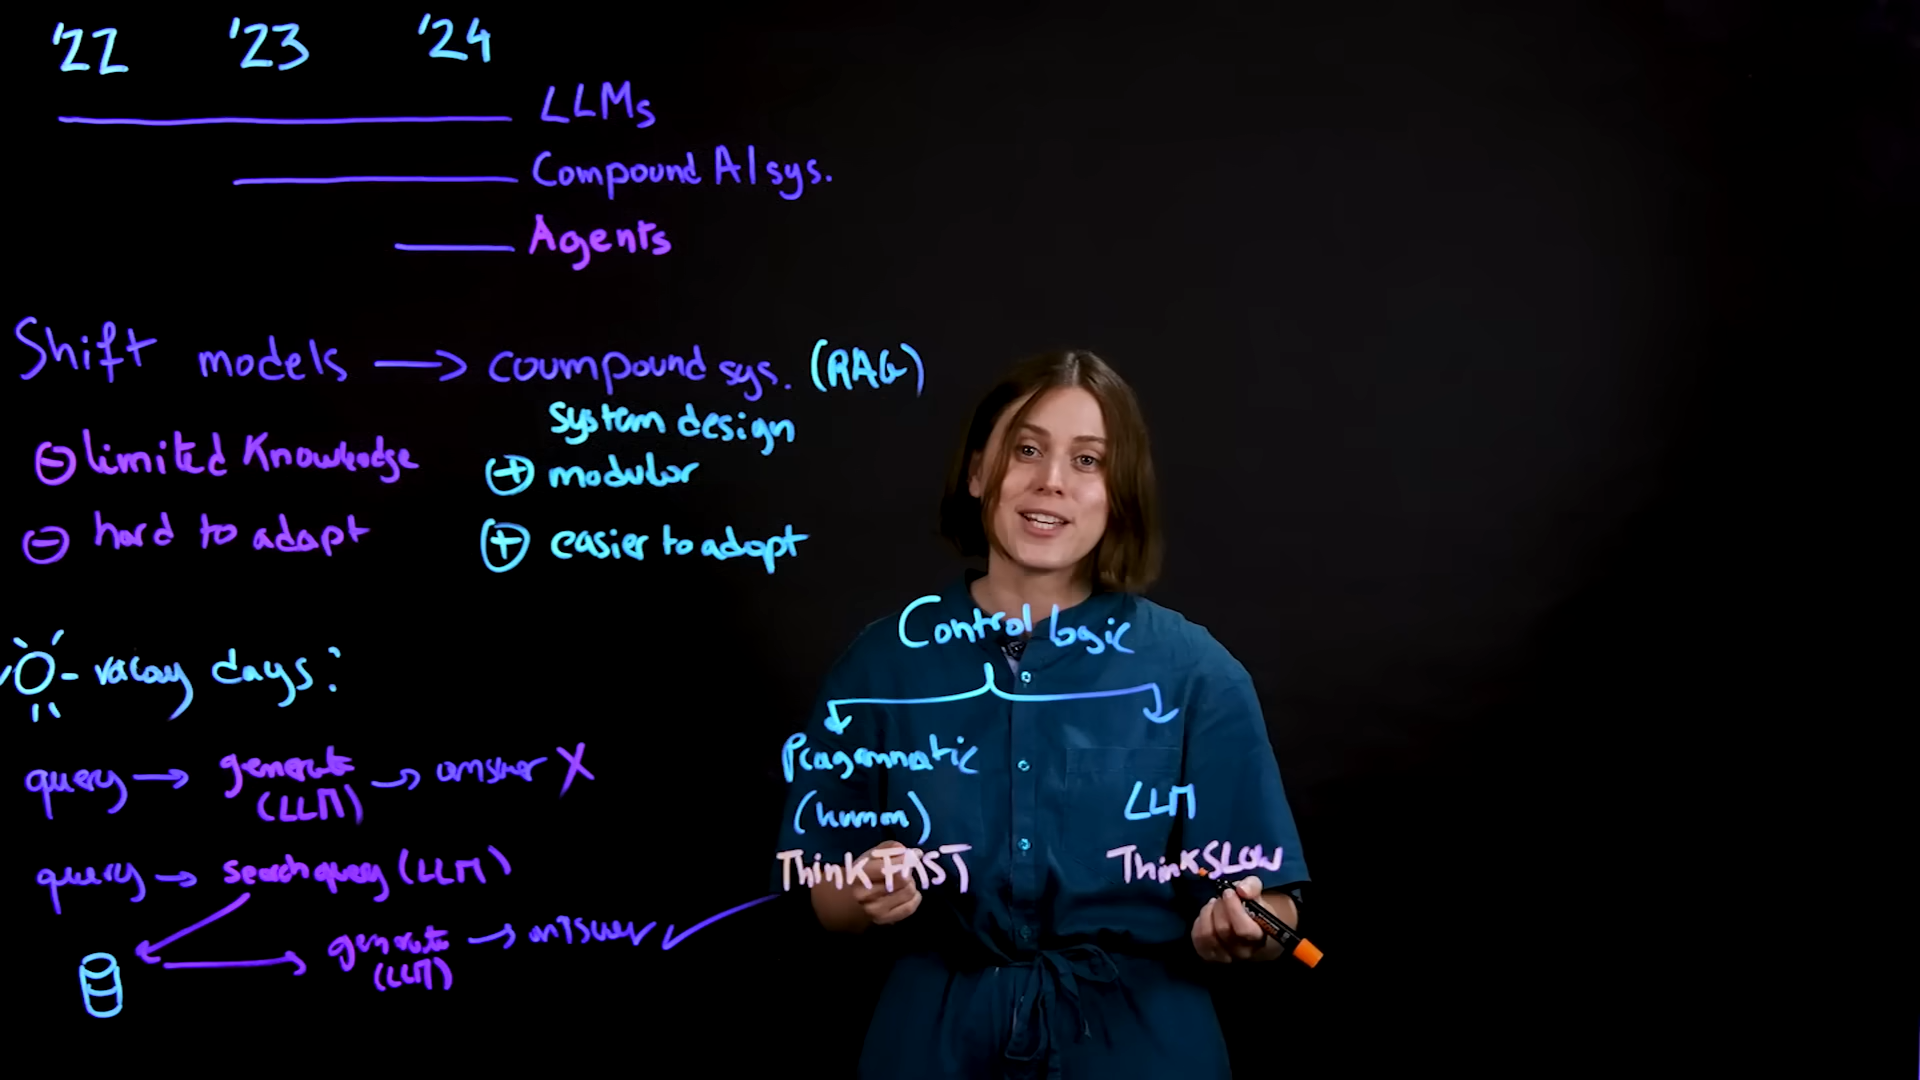 '22 '23 '24
LLMs
Compound AI sys.
Agents
Shift models → coumpound sys. (RAG)
system design
⊖ limited Knowledge
⊕ modular
⊖ hard to adapt
⊕ easier to adapt
vacay days:
Control logic
query → generate → answer X
(LLM)
Pragammatic
(human)
LLM
query → search query (LLM)
Think FAST
Think SLOW
generate → answer ✓
(LLM)